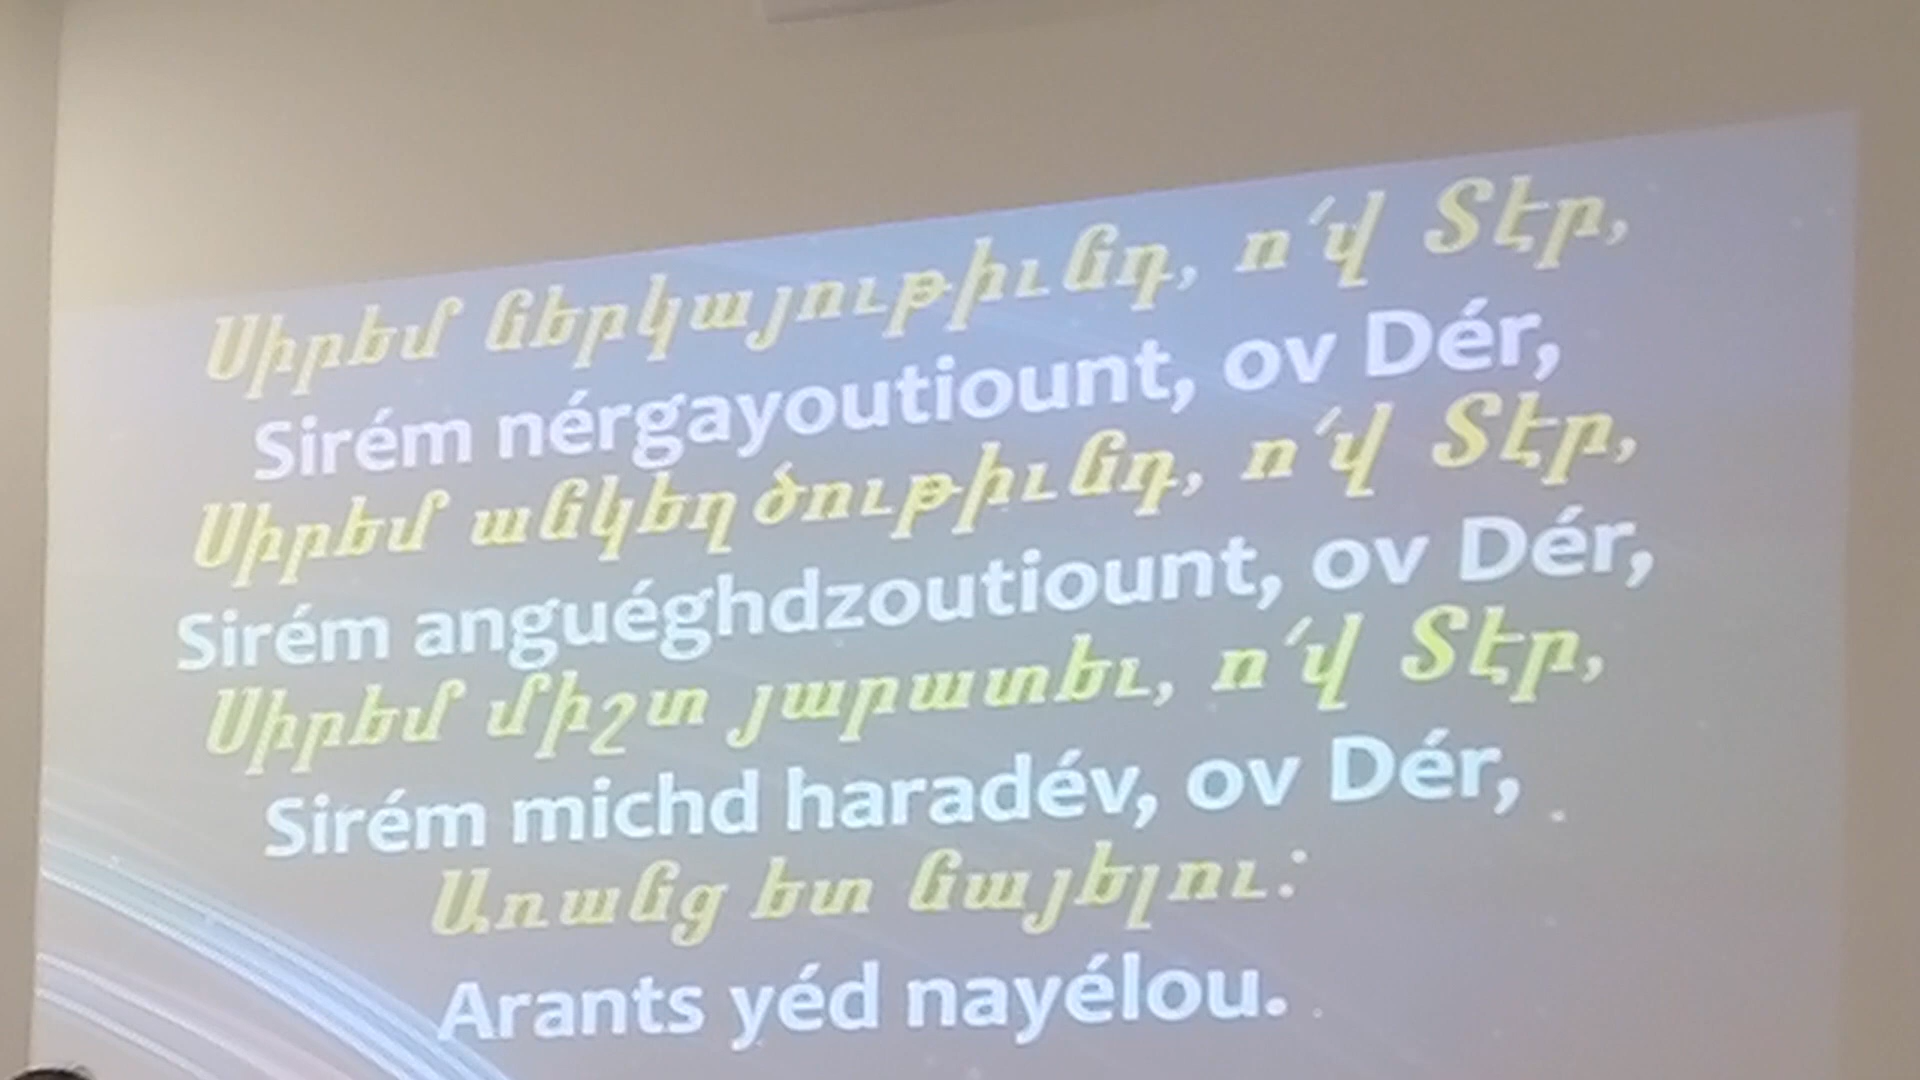 Սիրեմ ներկայութիւնդ, ո՛վ Տէր,
Sirém nérgayoutiount, ov Dér,
Սիրեմ անկեղծութիւնդ, ո՛վ Տէր,
Sirém anguéghdzoutiount, ov Dér,
Սիրեմ միշտ յարատեւ, ո՛վ Տէր,
Sirém michd haradév, ov Dér,
Առանց ետ նայելու:
Arants yéd nayélou.